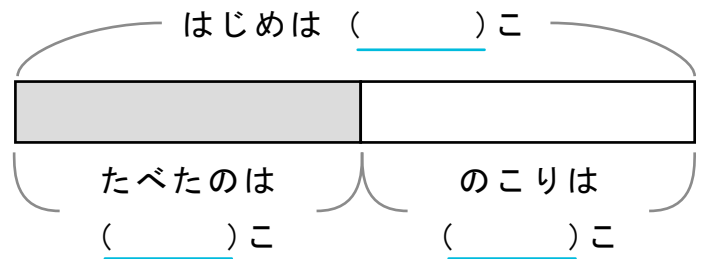 はじめは（　　　）こ
たべたのは
（　　　）こ
のこりは
（　　　）こ